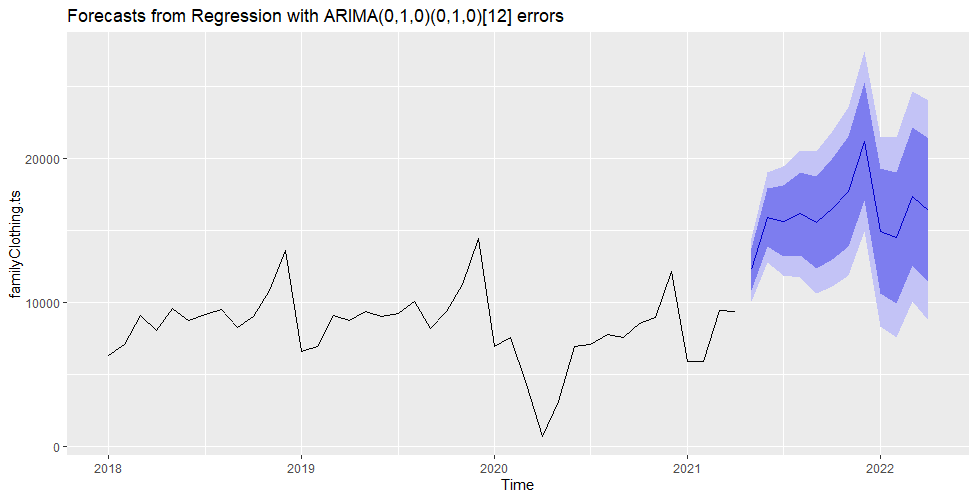 Forecasts from Regression with ARIMA(0,1,0)(0,1,0)[12] errors
familyClothing.ts
20000
10000
0
2018 2019 2020 2021 2022
Time